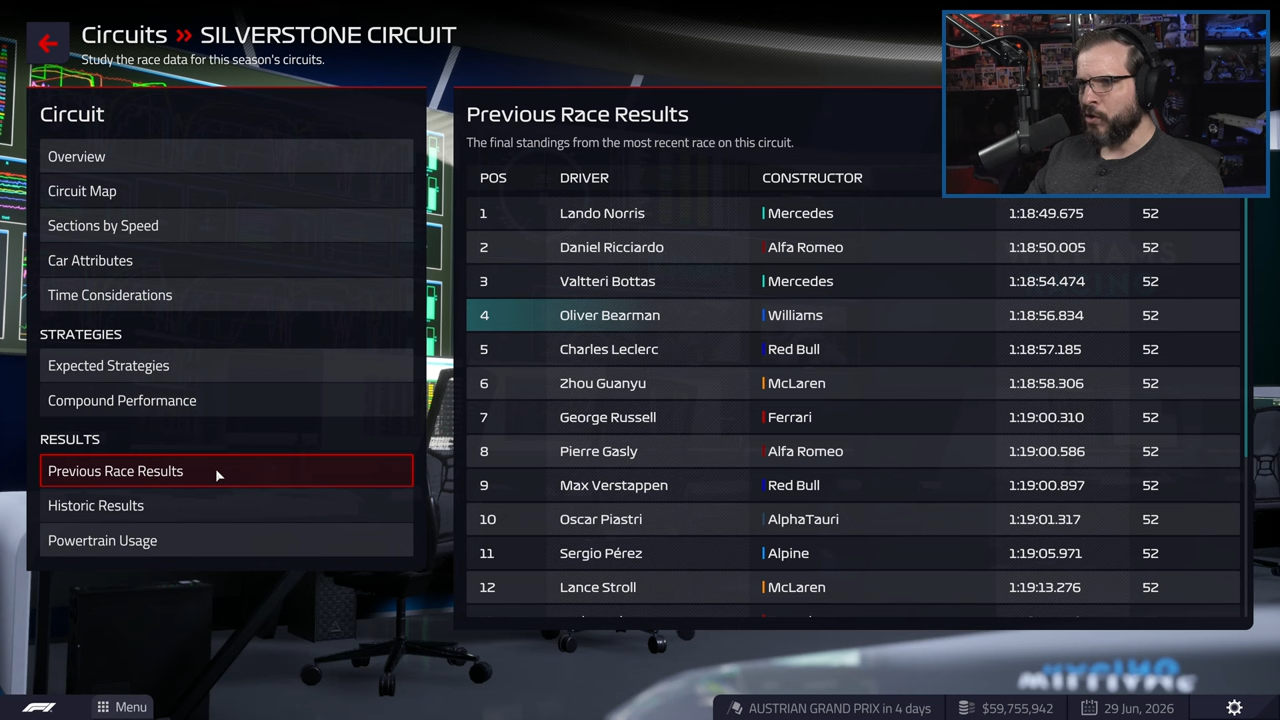 Circuits » SILVERSTONE CIRCUIT
Study the race data for this season's circuits.
Circuit
Overview
Circuit Map
Sections by Speed
Car Attributes
Time Considerations
STRATEGIES
Expected Strategies
Compound Performance
RESULTS
Previous Race Results
Historic Results
Powertrain Usage
Previous Race Results
The final standings from the most recent race on this circuit.
POS DRIVER CONSTRUCTOR
1 Lando Norris Mercedes 1:18:49.675 52
2 Daniel Ricciardo Alfa Romeo 1:18:50.005 52
3 Valtteri Bottas Mercedes 1:18:54.474 52
4 Oliver Bearman Williams 1:18:56.834 52
5 Charles Leclerc Red Bull 1:18:57.185 52
6 Zhou Guanyu McLaren 1:18:58.306 52
7 George Russell Ferrari 1:19:00.310 52
8 Pierre Gasly Alfa Romeo 1:19:00.586 52
9 Max Verstappen Red Bull 1:19:00.897 52
10 Oscar Piastri AlphaTauri 1:19:01.317 52
11 Sergio Pérez Alpine 1:19:05.971 52
12 Lance Stroll McLaren 1:19:13.276 52
Menu
AUSTRIAN GRAND PRIX in 4 days
$59,755,942
29 Jun, 2026